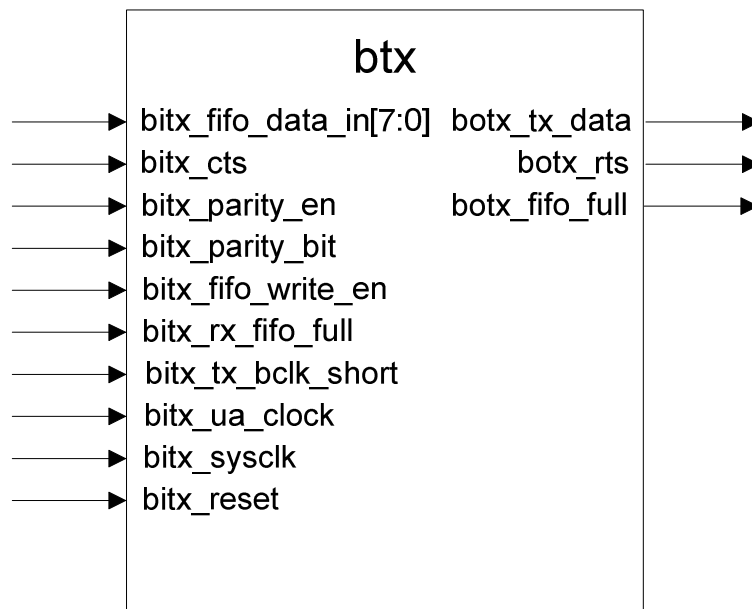 btx
bitx_fifo_data_in[7:0] botx_tx_data
bitx_cts botx_rts
bitx_parity_en botx_fifo_full
bitx_parity_bit
bitx_fifo_write_en
bitx_rx_fifo_full
bitx_tx_bclk_short
bitx_ua_clock
bitx_sysclk
bitx_reset